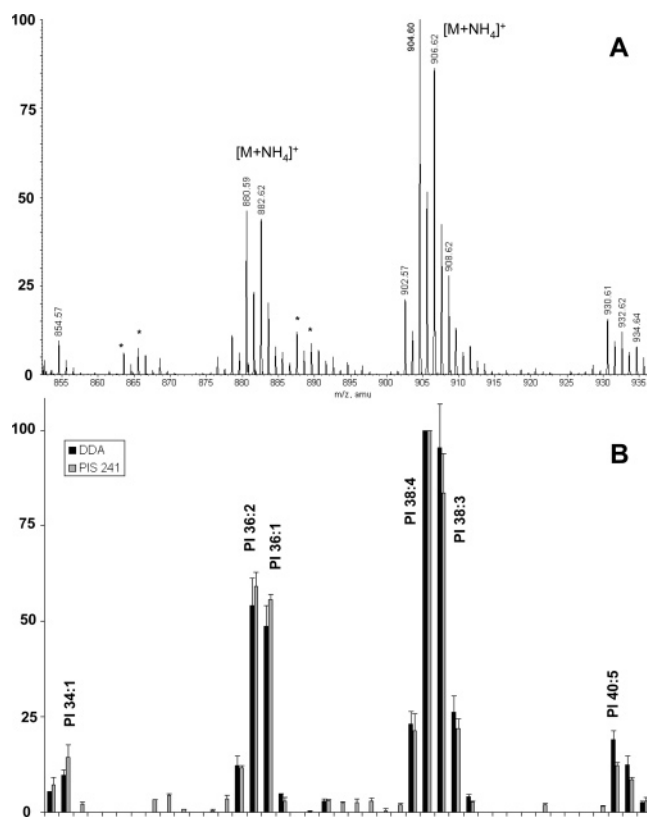 100
75
50
25
0
A
[M+NH4]+
[M+NH4]+
854.57
*
*
880.59
882.62
*
*
902.57
904.60
906.62
908.62
930.61
932.62
934.64
855 860 865 870 875 880 885 890 895 900 905 910 915 920 925 930 935
m/z, amu
B
DDA
PIS 241
100
75
50
25
0
PI 34:1
PI 36:2
PI 36:1
PI 38:4
PI 38:3
PI 40:5